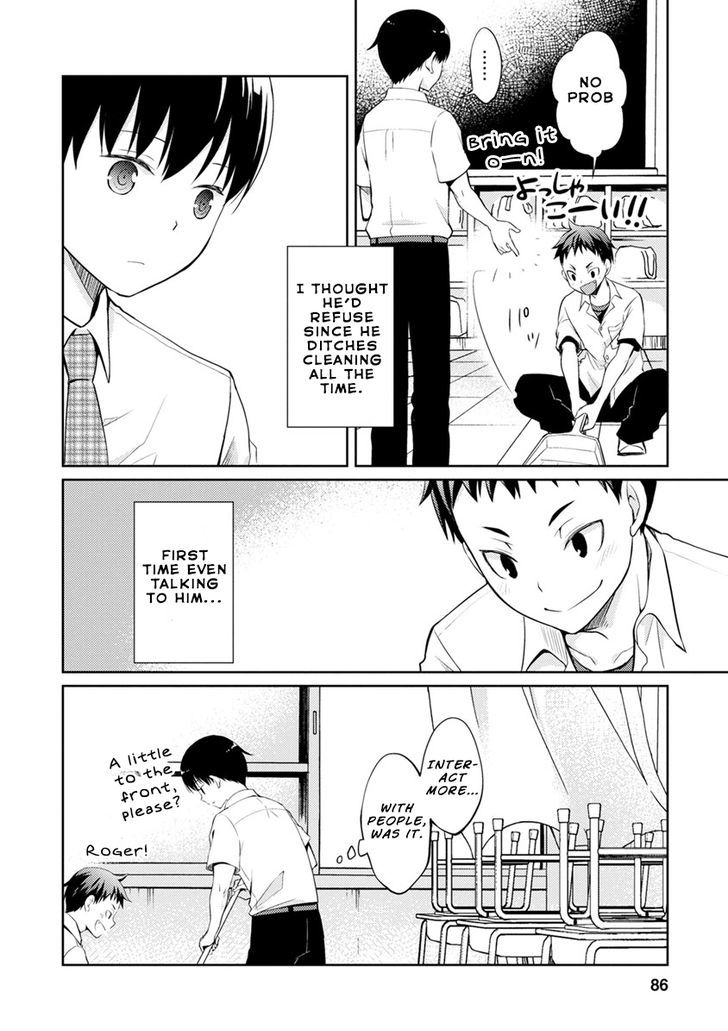 NO
PROB
......
Bring it
o—n!
よっしゃ
こーい!!
I THOUGHT
HE'D
REFUSE
SINCE HE
DITCHES
CLEANING
ALL THE
TIME.
FIRST
TIME EVEN
TALKING
TO HIM...
INTER-
ACT
MORE...
WITH
PEOPLE,
WAS IT.
A little
to the
front,
please?
Roger!
86